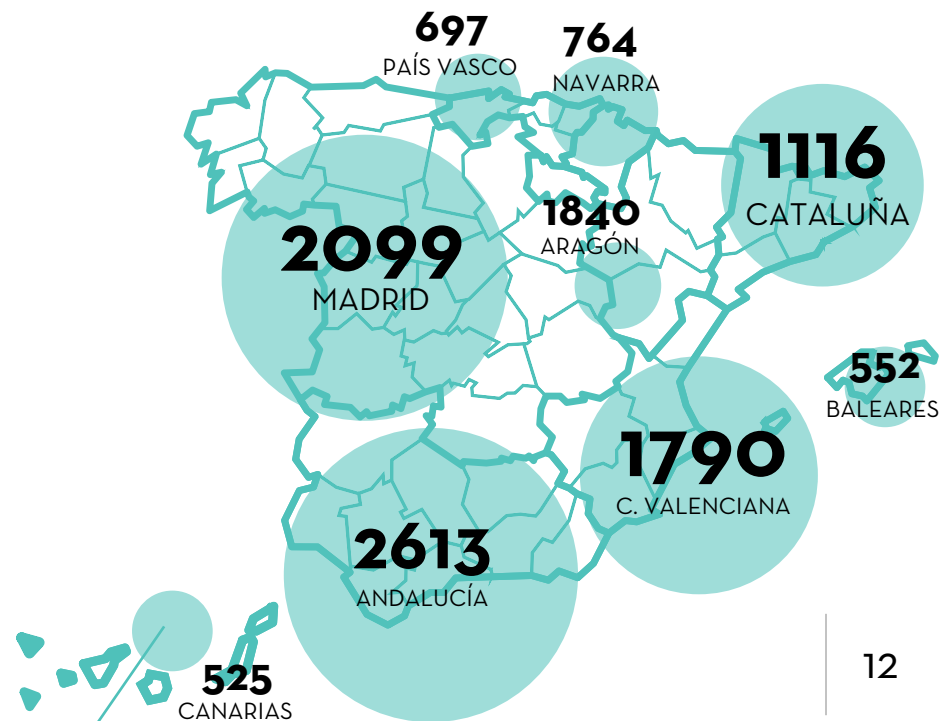 697
PAÍS VASCO
764
NAVARRA
1116
CATALUÑA
1840
ARAGÓN
2099
MADRID
552
BALEARES
1790
C. VALENCIANA
2613
ANDALUCÍA
525
CANARIAS
12